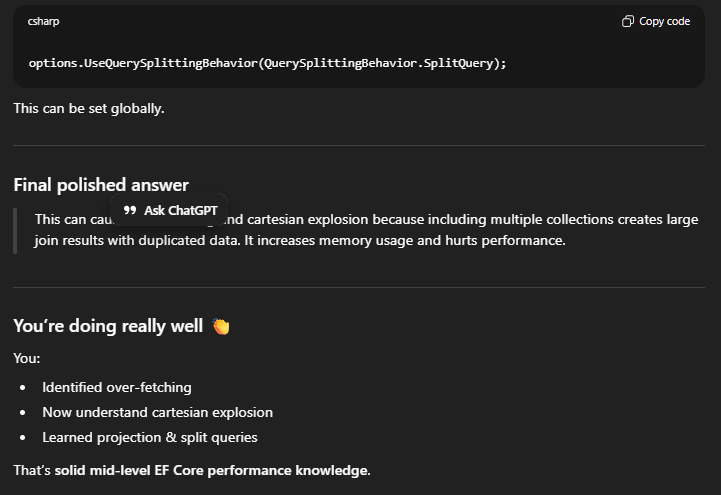 csharp
Copy code
options.UseQuerySplittingBehavior(QuerySplittingBehavior.SplitQuery);
This can be set globally.
Final polished answer
Ask ChatGPT
This can nd cartesian explosion because including multiple collections creates large
join results with duplicated data. It increases memory usage and hurts performance.
You’re doing really well 👏
You:
• Identified over-fetching
• Now understand cartesian explosion
• Learned projection & split queries
That’s solid mid-level EF Core performance knowledge.